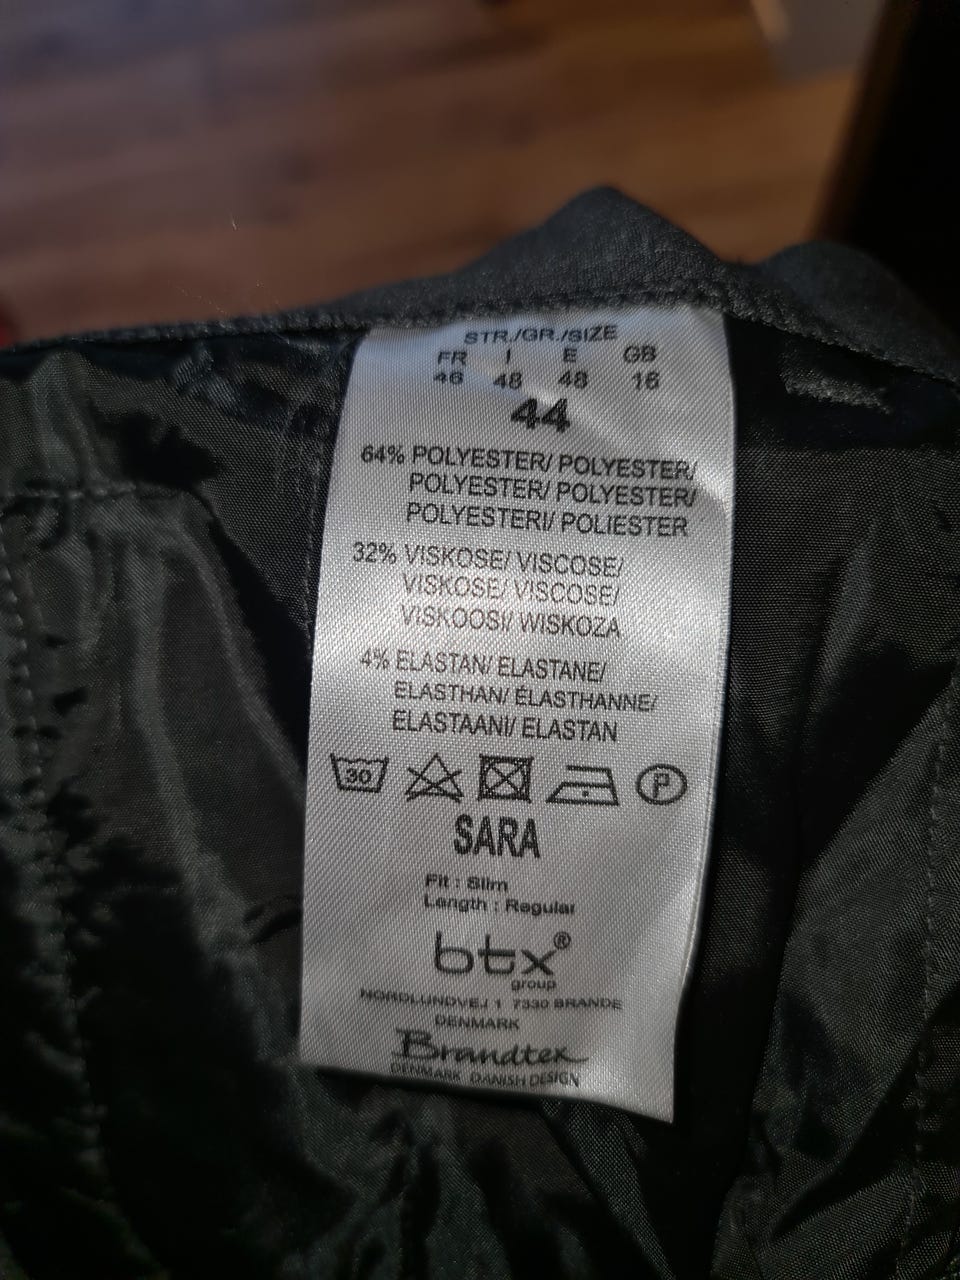 STR./GR./SIZE
FR I E GB
46 48 48 16
44
64% POLYESTER/ POLYESTER/
POLYESTER/ POLYESTER/
POLYESTERI/ POLIESTER
32% VISKOSE/ VISCOSE/
VISKOSE/ VISCOSE/
VISKOOSI/ WISKOZA
4% ELASTAN/ ELASTANE/
ELASTHAN/ ÉLASTHANNE/
ELASTAANI/ ELASTAN
30 P
SARA
Fit : Slim
Length : Regular
btx®
group
NORDLUNDVEJ 1 7330 BRANDE
DENMARK
Brandtex
DENMARK DANISH DESIGN